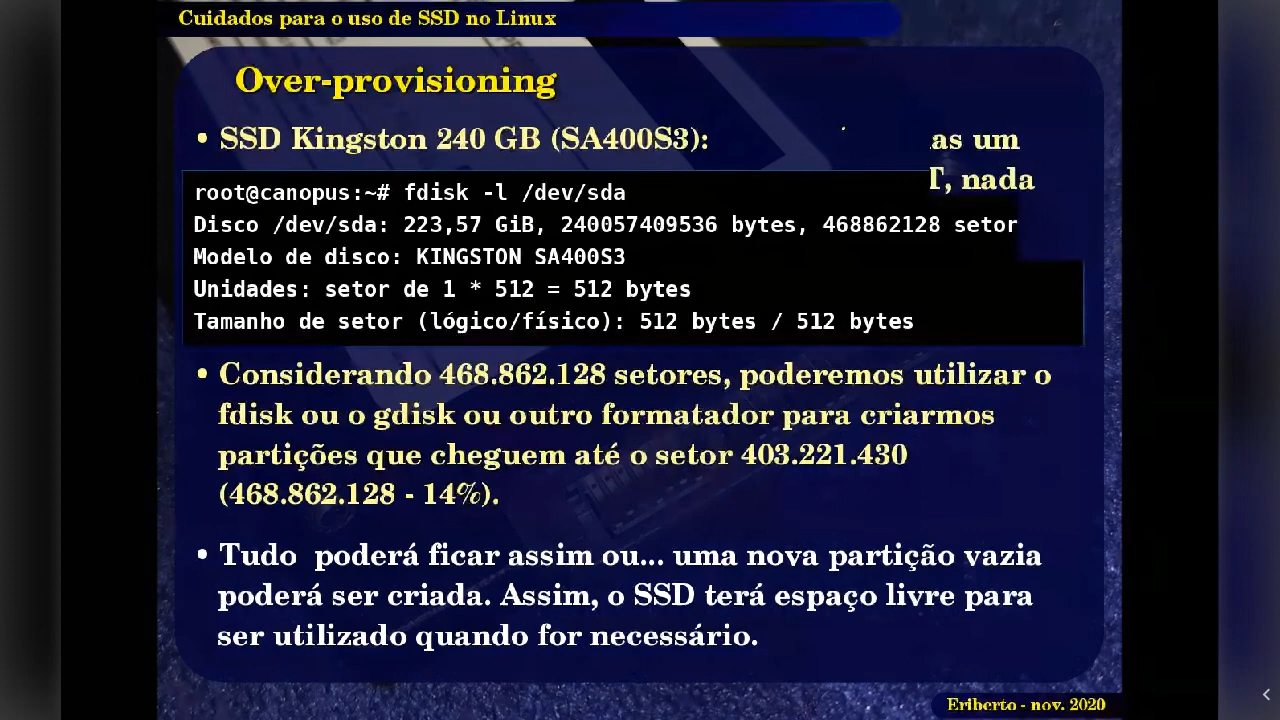 Cuidados para o uso de SSD no Linux
Over-provisioning
• SSD Kingston 240 GB (SA400S3):
as um
T, nada
root@canopus:~# fdisk -l /dev/sda
Disco /dev/sda: 223,57 GiB, 240057409536 bytes, 468862128 setor
Modelo de disco: KINGSTON SA400S3
Unidades: setor de 1 * 512 = 512 bytes
Tamanho de setor (lógico/físico): 512 bytes / 512 bytes
• Considerando 468.862.128 setores, poderemos utilizar o
fdisk ou o gdisk ou outro formatador para criarmos
partições que cheguem até o setor 403.221.430
(468.862.128 - 14%).
• Tudo poderá ficar assim ou... uma nova partição vazia
poderá ser criada. Assim, o SSD terá espaço livre para
ser utilizado quando for necessário.
Eriberto - nov. 2020